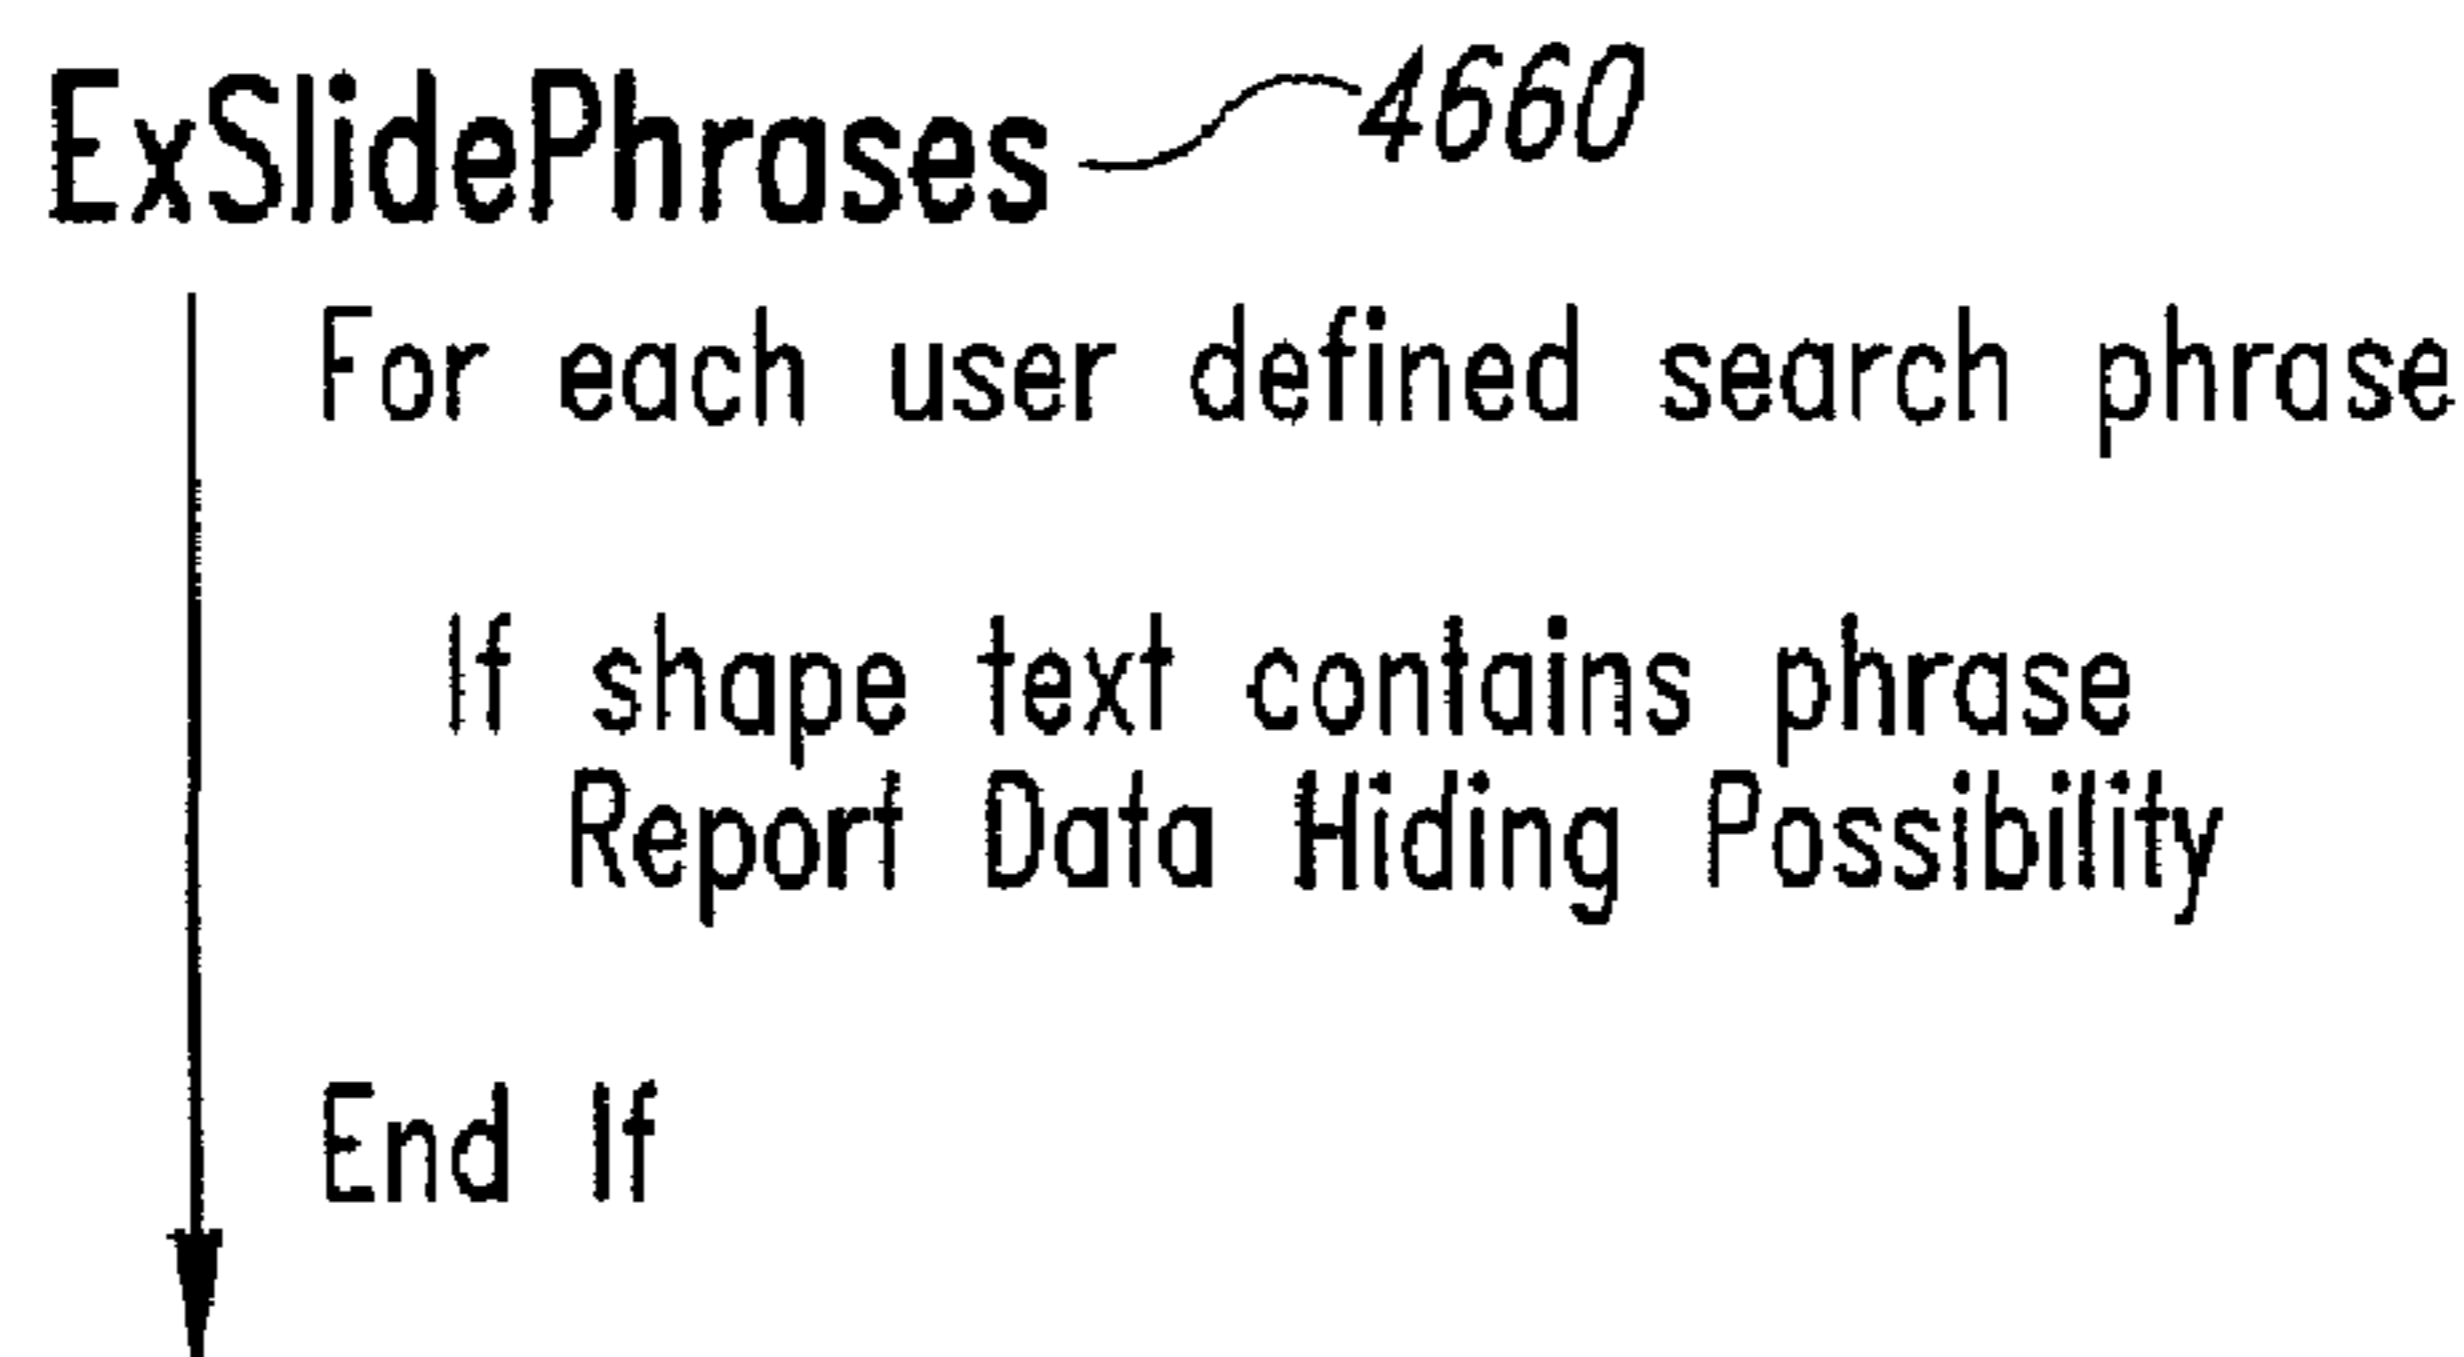 ExSlidePhrases 4660
For each user defined search phrase
If shape text contains phrase
Report Data Hiding Possibility
End If